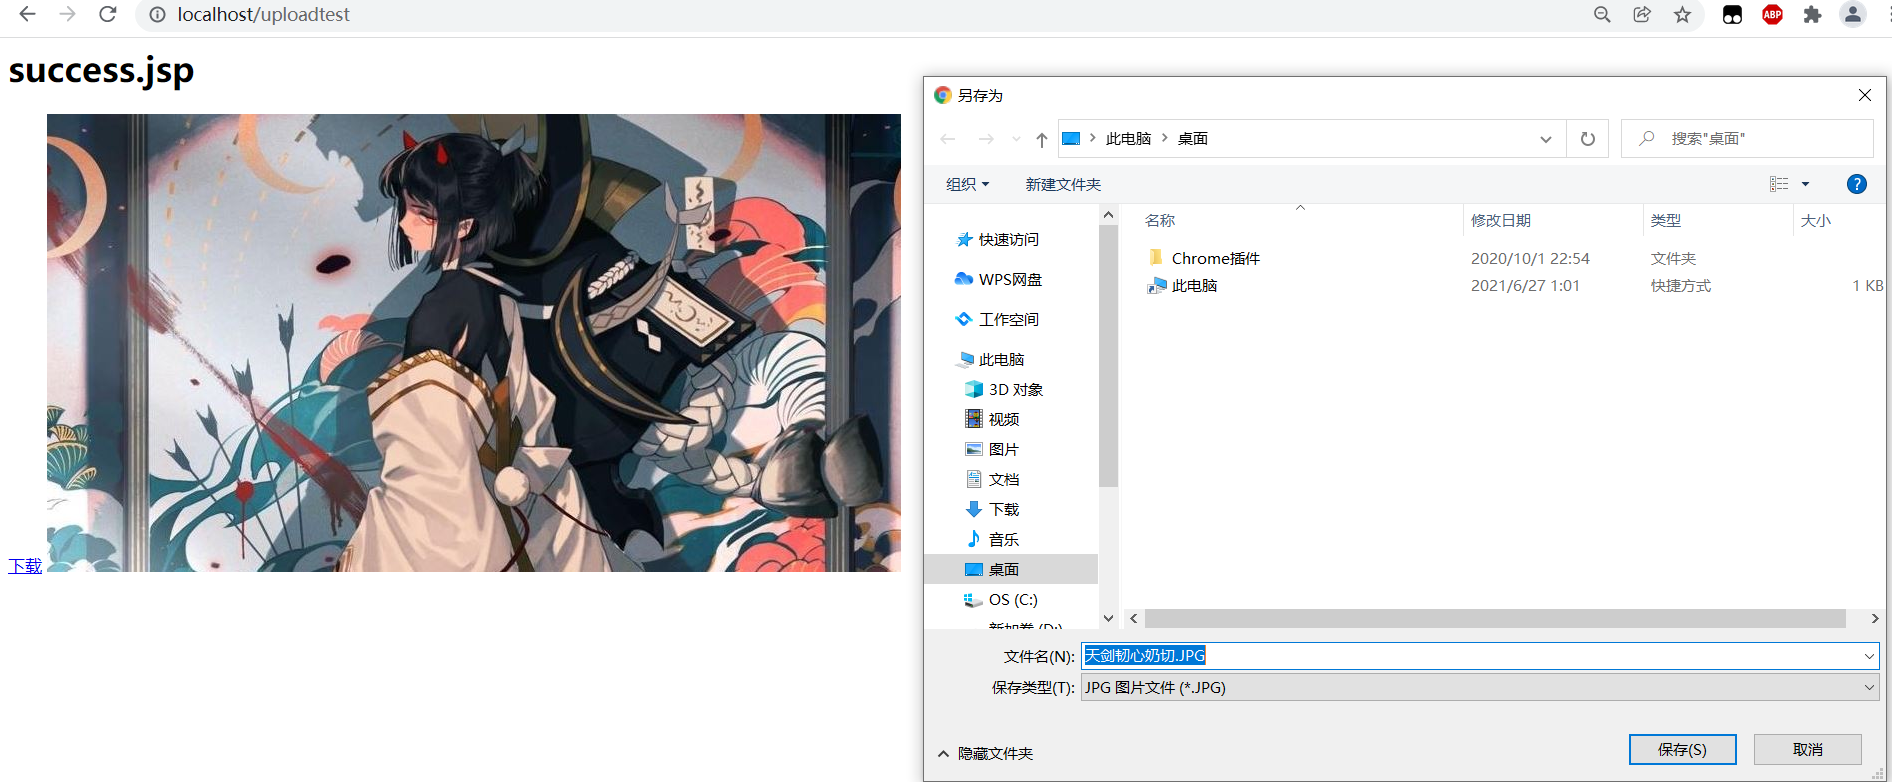 localhost/uploadtest
ABP
success.jsp
下载
另存为
此电脑 桌面
搜索"桌面"
组织 新建文件夹
?
名称 修改日期 类型 大小
快速访问
WPS网盘
工作空间
此电脑
3D 对象
视频
图片
文档
下载
音乐
桌面
OS (C:)
新加卷 (D:)
Chrome插件 2020/10/1 22:54 文件夹
此电脑 2021/6/27 1:01 快捷方式 1 KB
文件名(N): 天剑韧心奶切.JPG
保存类型(T): JPG 图片文件 (*.JPG)
隐藏文件夹
保存(S) 取消